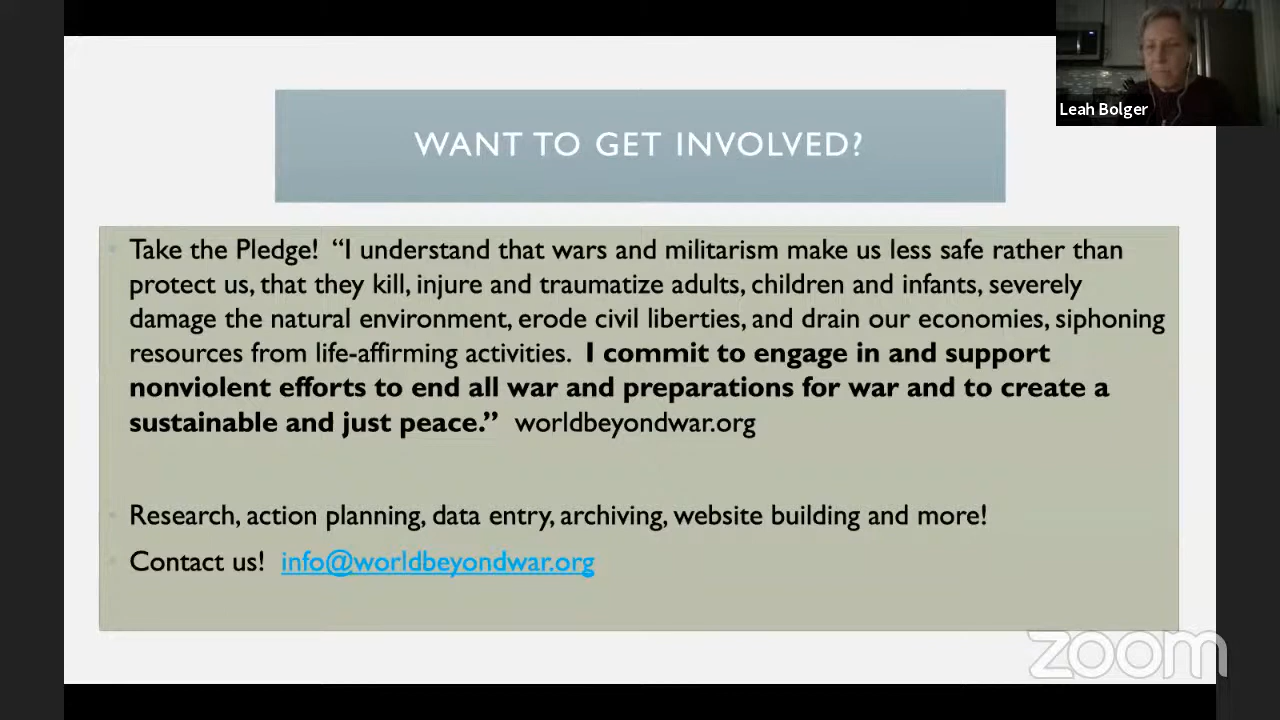 Leah Bolger
WANT TO GET INVOLVED?
Take the Pledge! “I understand that wars and militarism make us less safe rather than
protect us, that they kill, injure and traumatize adults, children and infants, severely
damage the natural environment, erode civil liberties, and drain our economies, siphoning
resources from life-affirming activities. I commit to engage in and support
nonviolent efforts to end all war and preparations for war and to create a
sustainable and just peace.” worldbeyondwar.org
Research, action planning, data entry, archiving, website building and more!
Contact us! info@worldbeyondwar.org
zoom